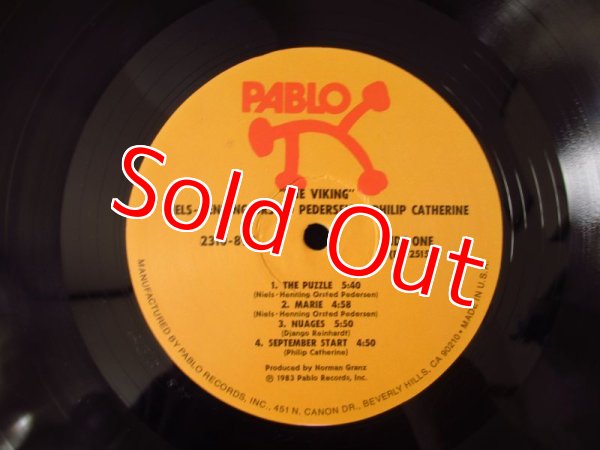 PABLO
VIKING"
PEDERSEN
PHILIP CATHERINE
Sold Out
ONE
1. THE PUZZLE 5:40
(Niels-Henning Orsted Pedersen)
2. MARIE 4:58
(Niels-Henning Orsted Pedersen)
3. NUAGES 5:50
(Django Reinhardt)
4. SEPTEMBER START 4:50
(Philip Catherine)
Produced by Norman Granz
℗ 1983 Pablo Records, Inc.
MANUFACTURED BY PABLO RECORDS, INC., 451 N. CANON DR., BEVERLY HILLS, CA 90210 • MADE IN U.S.A.